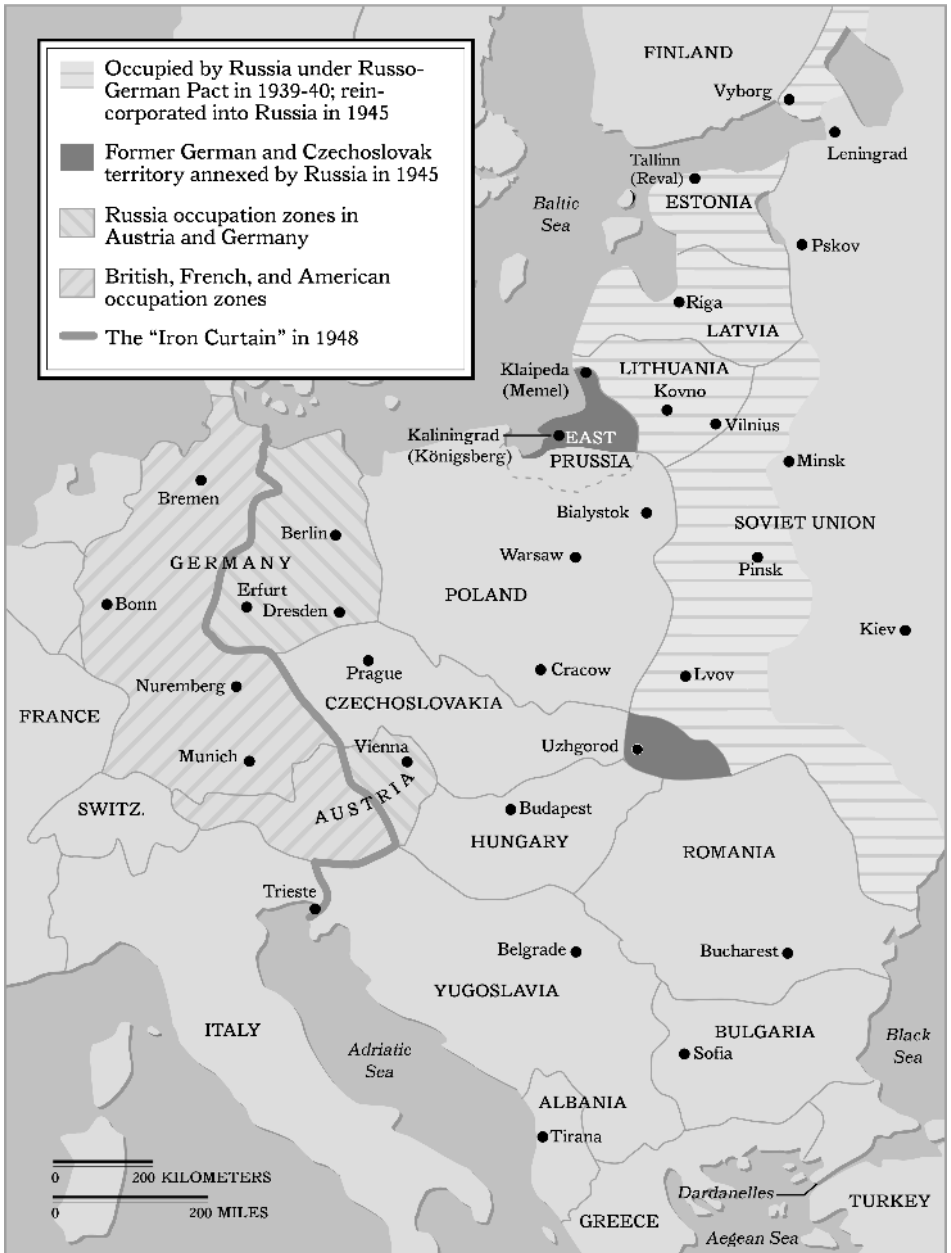 Occupied by Russia under Russo-
German Pact in 1939-40; rein-
corporated into Russia in 1945
Former German and Czechoslovak
territory annexed by Russia in 1945
Russia occupation zones in
Austria and Germany
British, French, and American
occupation zones
The “Iron Curtain” in 1948
FINLAND
Vyborg
Leningrad
Tallinn
(Reval)
ESTONIA
Baltic
Sea
Pskov
Riga
LATVIA
Klaipeda
(Memel)
LITHUANIA
Kovno
Vilnius
Kaliningrad
(Königsberg)
EAST
PRUSSIA
Minsk
Bremen
Bialystok
SOVIET UNION
Berlin
GERMANY
Warsaw
Pinsk
Bonn
Erfurt
Dresden
POLAND
Kiev
Prague
Cracow
Lvov
Nuremberg
CZECHOSLOVAKIA
FRANCE
Munich
Vienna
Uzhgorod
AUSTRIA
SWITZ.
Budapest
HUNGARY
ROMANIA
Trieste
Belgrade
Bucharest
YUGOSLAVIA
ITALY
Adriatic
Sea
BULGARIA
Sofia
Black
Sea
ALBANIA
Tirana
0 200 KILOMETERS
0 200 MILES
Dardanelles
TURKEY
GREECE
Aegean Sea